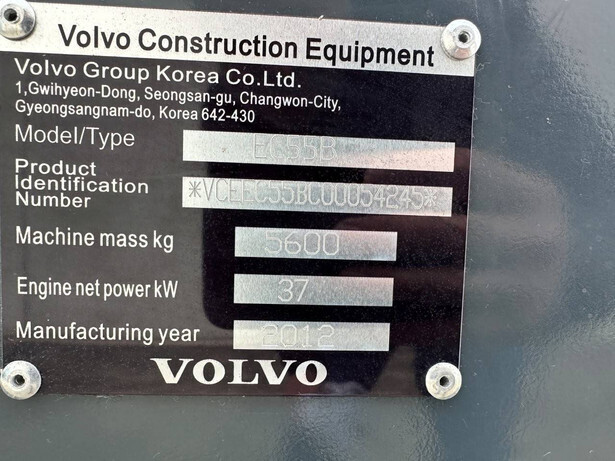 Volvo Construction Equipment
Volvo Group Korea Co.Ltd.
1,Gwihyeon-Dong, Seongsan-gu, Changwon-City,
Gyeongsangnam-do, Korea 642-430
Model/Type EC55B
Product
Identification
Number *VCEEC55BC00054245*
Machine mass kg 5600
Engine net power kW 37
Manufacturing year 2012
VOLVO